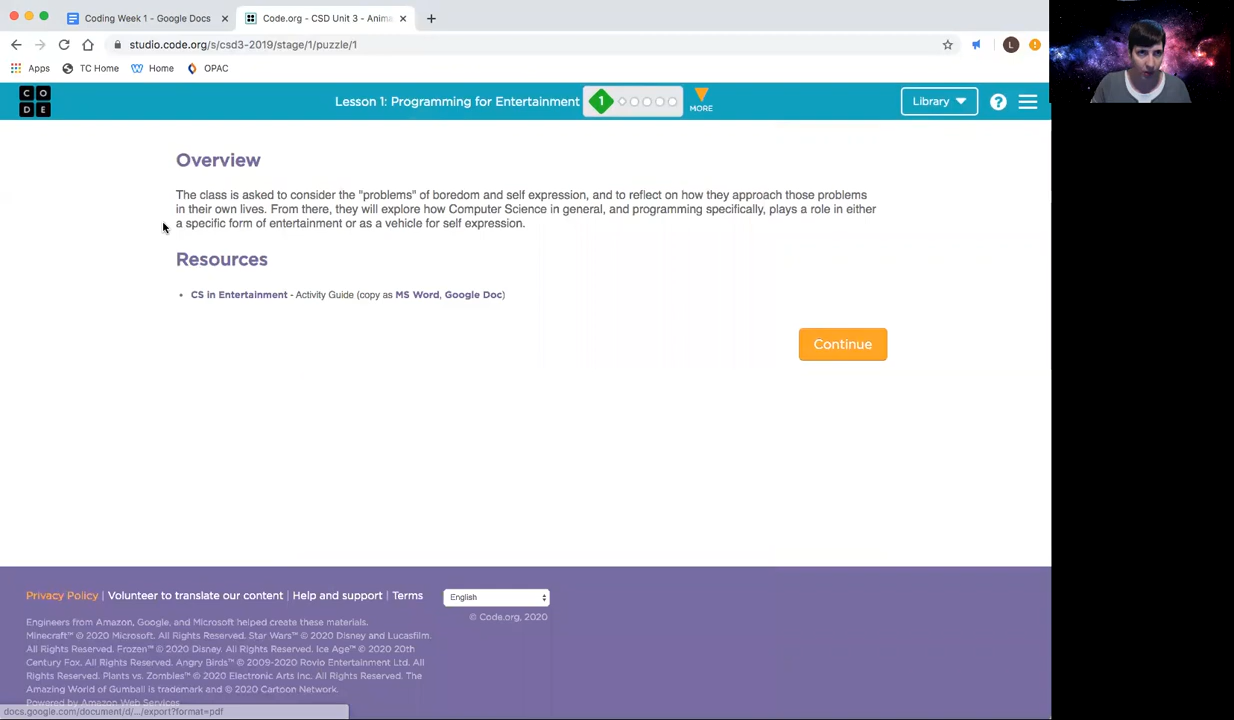 Coding Week 1 - Google Docs
Code.org - CSD Unit 3 - Anima
studio.code.org/s/csd3-2019/stage/1/puzzle/1
L
Apps
TC Home
Home
OPAC
C O
D E
Lesson 1: Programming for Entertainment
1
MORE
Library
?
Overview
The class is asked to consider the "problems" of boredom and self expression, and to reflect on how they approach those problems
in their own lives. From there, they will explore how Computer Science in general, and programming specifically, plays a role in either
a specific form of entertainment or as a vehicle for self expression.
Resources
• CS in Entertainment - Activity Guide (copy as MS Word, Google Doc)
Continue
Privacy Policy | Volunteer to translate our content | Help and support | Terms
English
© Code.org, 2020
Engineers from Amazon, Google, and Microsoft helped create these materials.
Minecraft™ © 2020 Microsoft. All Rights Reserved. Star Wars™ © 2020 Disney and Lucasfilm.
All Rights Reserved. Frozen™ © 2020 Disney. All Rights Reserved. Ice Age™ © 2020 20th
Century Fox. All Rights Reserved. Angry Birds™ © 2009-2020 Rovio Entertainment Ltd. All
Rights Reserved. Plants vs. Zombies™ © 2020 Electronic Arts Inc. All Rights Reserved. The
Amazing World of Gumball is trademark and © 2020 Cartoon Network.
Powered by Amazon Web Services
docs.google.com/document/d/.../export?format=pdf